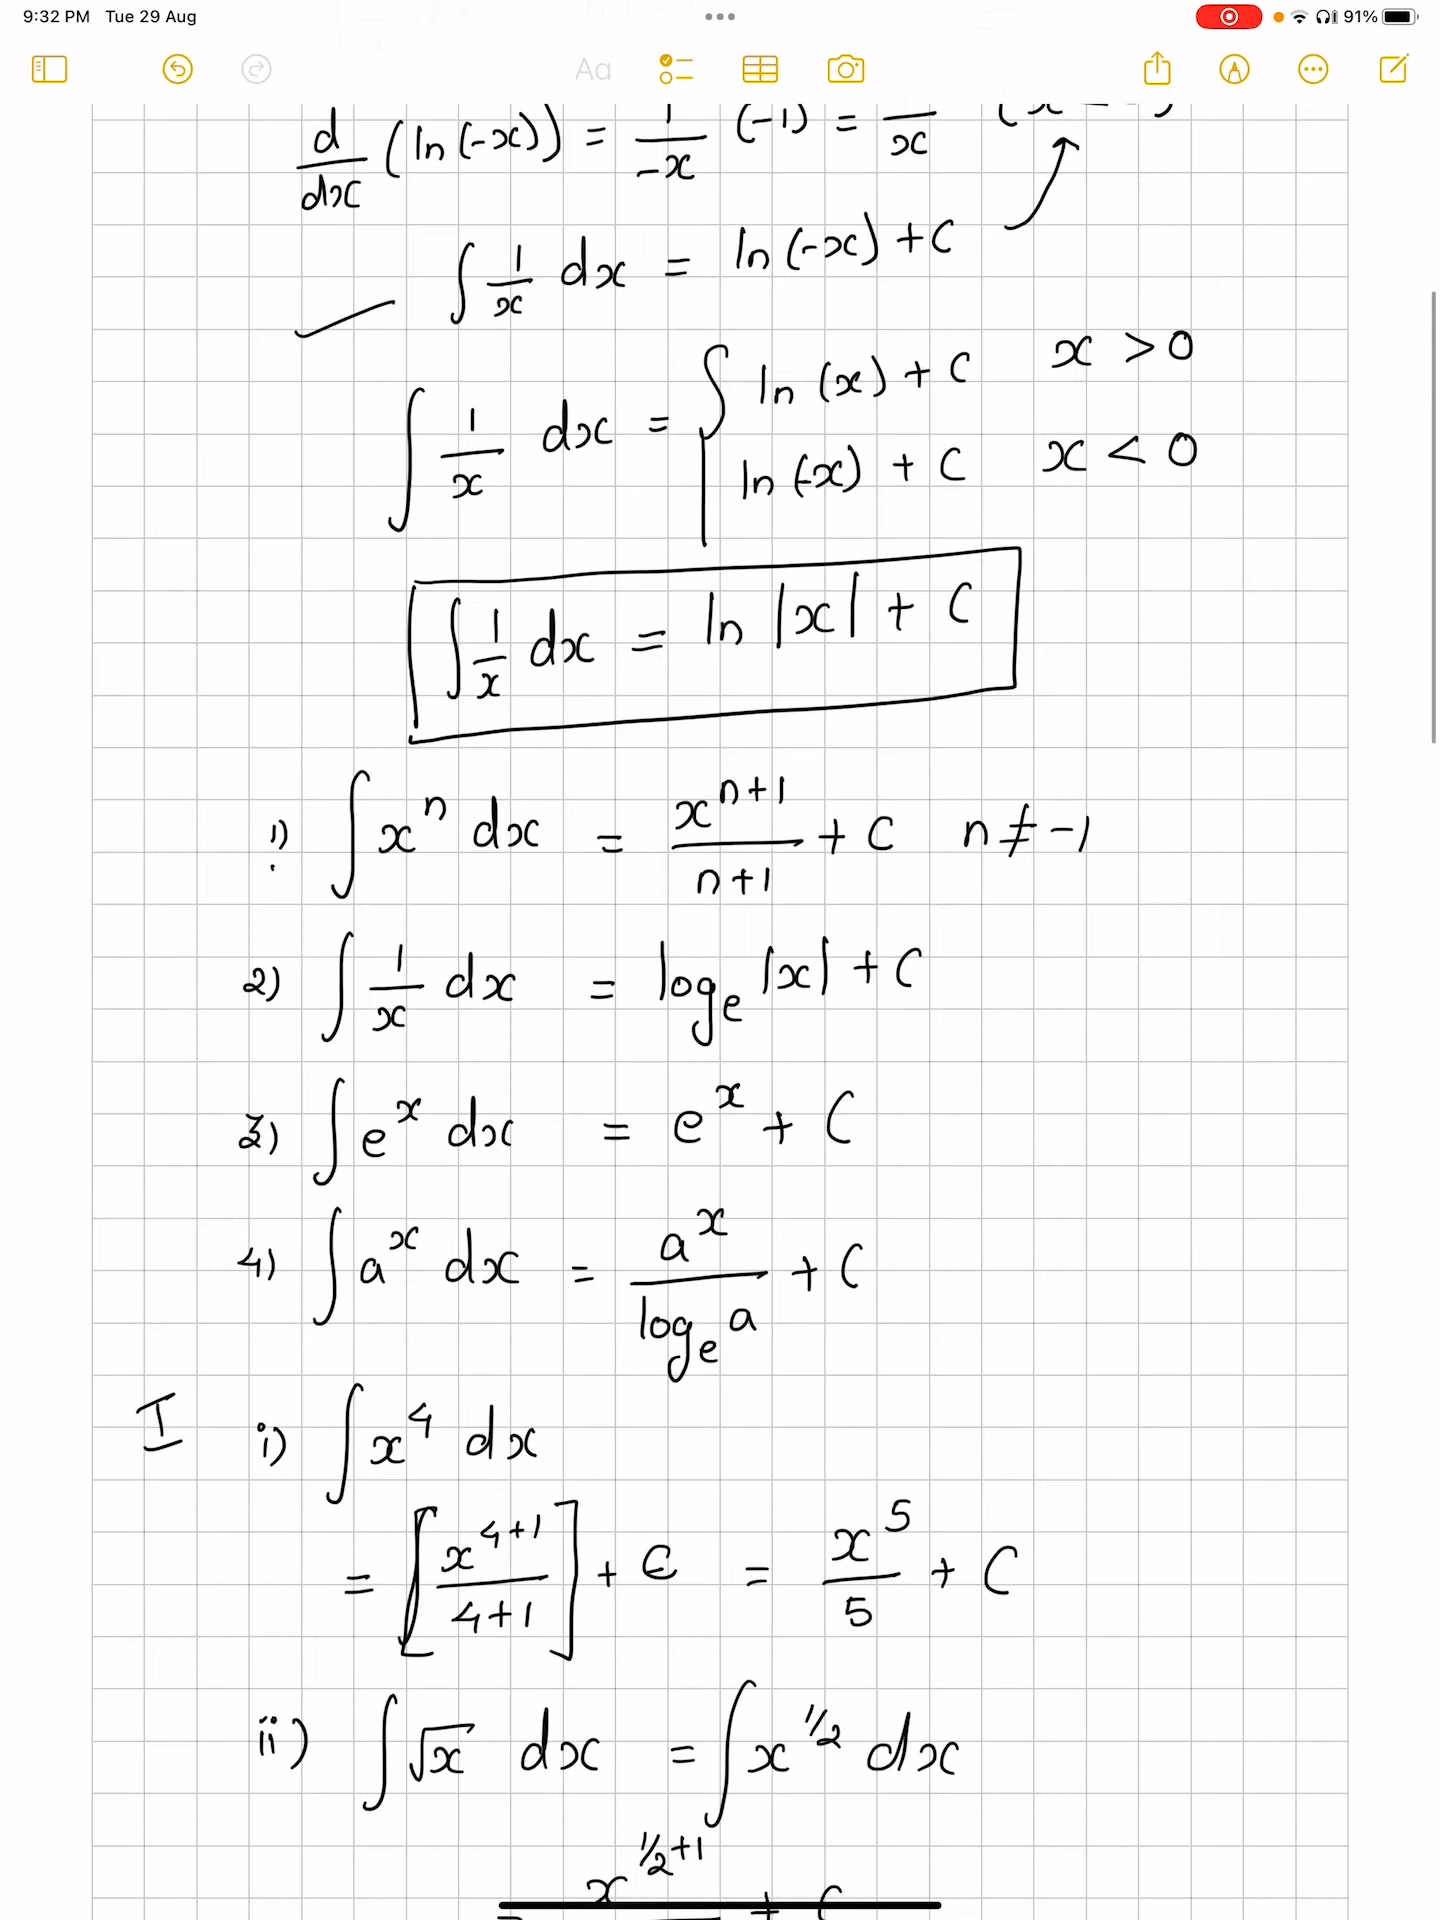 9:32 PM Tue 29 Aug 91%
Aa
d/dx (ln (-x)) = 1/-x (-1) = /x
∫ 1/x dx = ln (-x) + C
∫ 1/x dx = { ln (x) + C x > 0
ln (-x) + C x < 0
∫ 1/x dx = ln |x| + C
1) ∫ x^n dx = x^(n+1)/(n+1) + C n ≠ -1
2) ∫ 1/x dx = log_e |x| + C
3) ∫ e^x dx = e^x + C
4) ∫ a^x dx = a^x/log_e a + C
I i) ∫ x^4 dx
= [x^(4+1)/(4+1)] + C = x^5/5 + C
ii) ∫ √x dx = ∫ x^(1/2) dx
= x^(1/2+1) + C